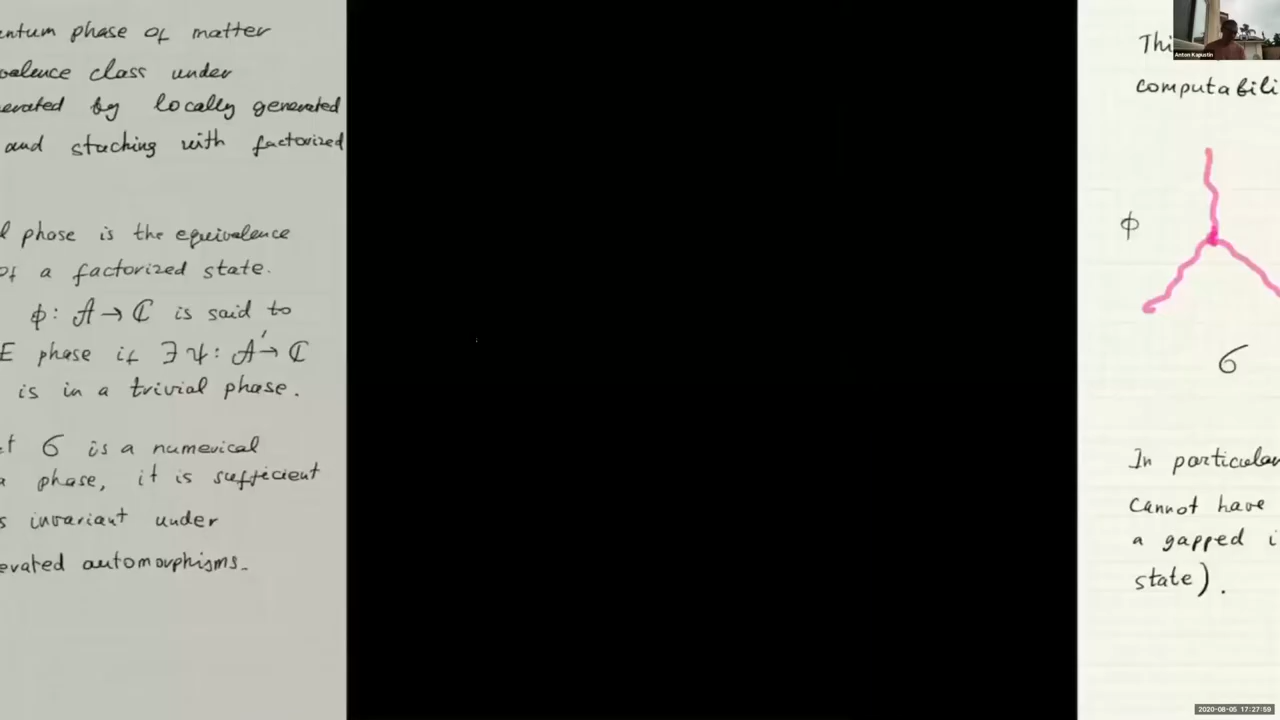 ntum phase of matter
valence class under
erated by locally generated
and stacking with factorized
l phase is the equivalence
of a factorized state.
ϕ: 𝒜 → ℂ is said to
E phase if ∃ ψ: 𝒜' → ℂ
is in a trivial phase.
t σ is a numerical
a phase, it is sufficient
s invariant under
erated automorphisms.
Thi
Anton Kapustin
computabili
ϕ
σ
In particular
cannot have
a gapped i
state).
2020-08-05 17:27:59